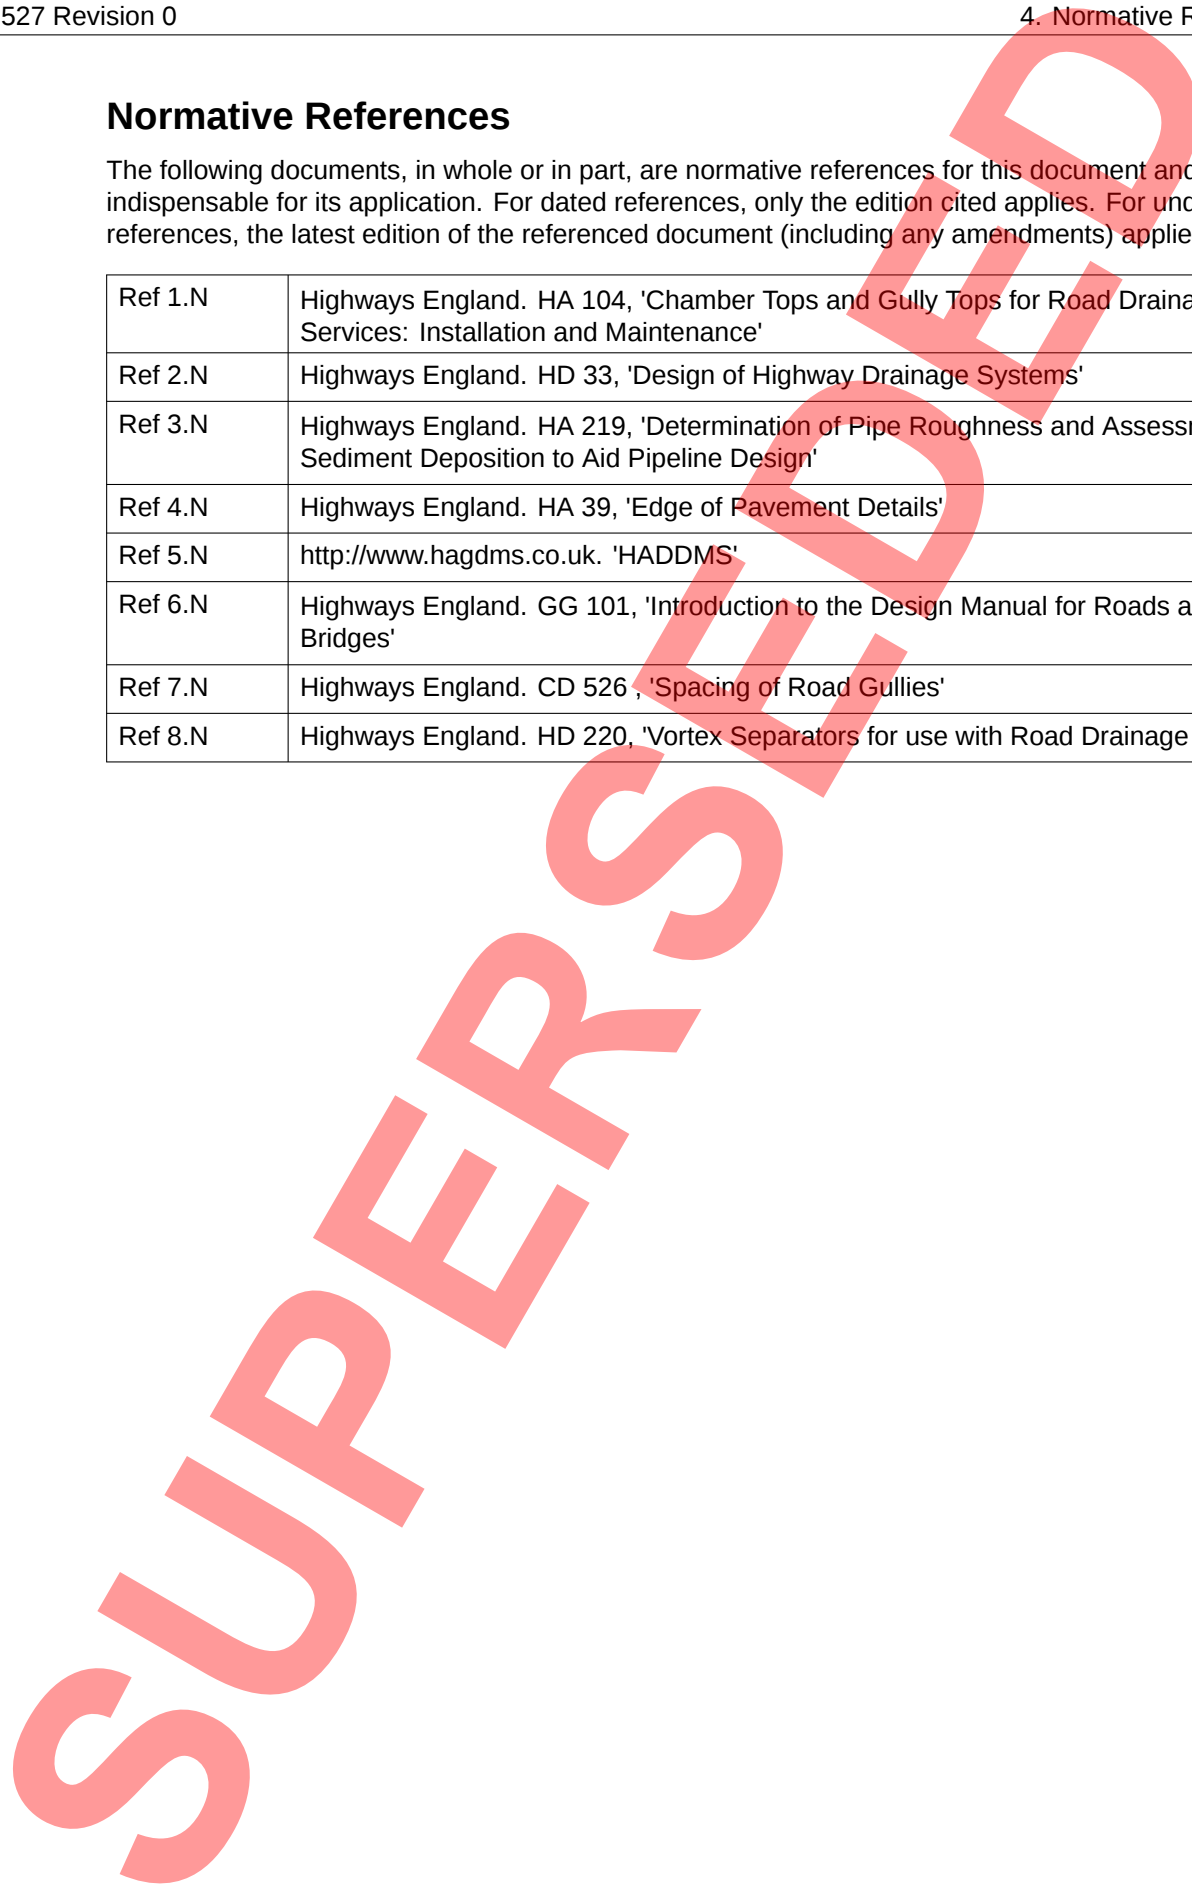 527 Revision 0
4. Normative R
Normative References
The following documents, in whole or in part, are normative references for this document and
indispensable for its application. For dated references, only the edition cited applies. For und
references, the latest edition of the referenced document (including any amendments) applie
Ref 1.N
Highways England. HA 104, 'Chamber Tops and Gully Tops for Road Draina
Services: Installation and Maintenance'
Ref 2.N
Highways England. HD 33, 'Design of Highway Drainage Systems'
Ref 3.N
Highways England. HA 219, 'Determination of Pipe Roughness and Assessm
Sediment Deposition to Aid Pipeline Design'
Ref 4.N
Highways England. HA 39, 'Edge of Pavement Details'
Ref 5.N
http://www.hagdms.co.uk. 'HADDMS'
Ref 6.N
Highways England. GG 101, 'Introduction to the Design Manual for Roads a
Bridges'
Ref 7.N
Highways England. CD 526 , 'Spacing of Road Gullies'
Ref 8.N
Highways England. HD 220, 'Vortex Separators for use with Road Drainage
SUPERSEDED